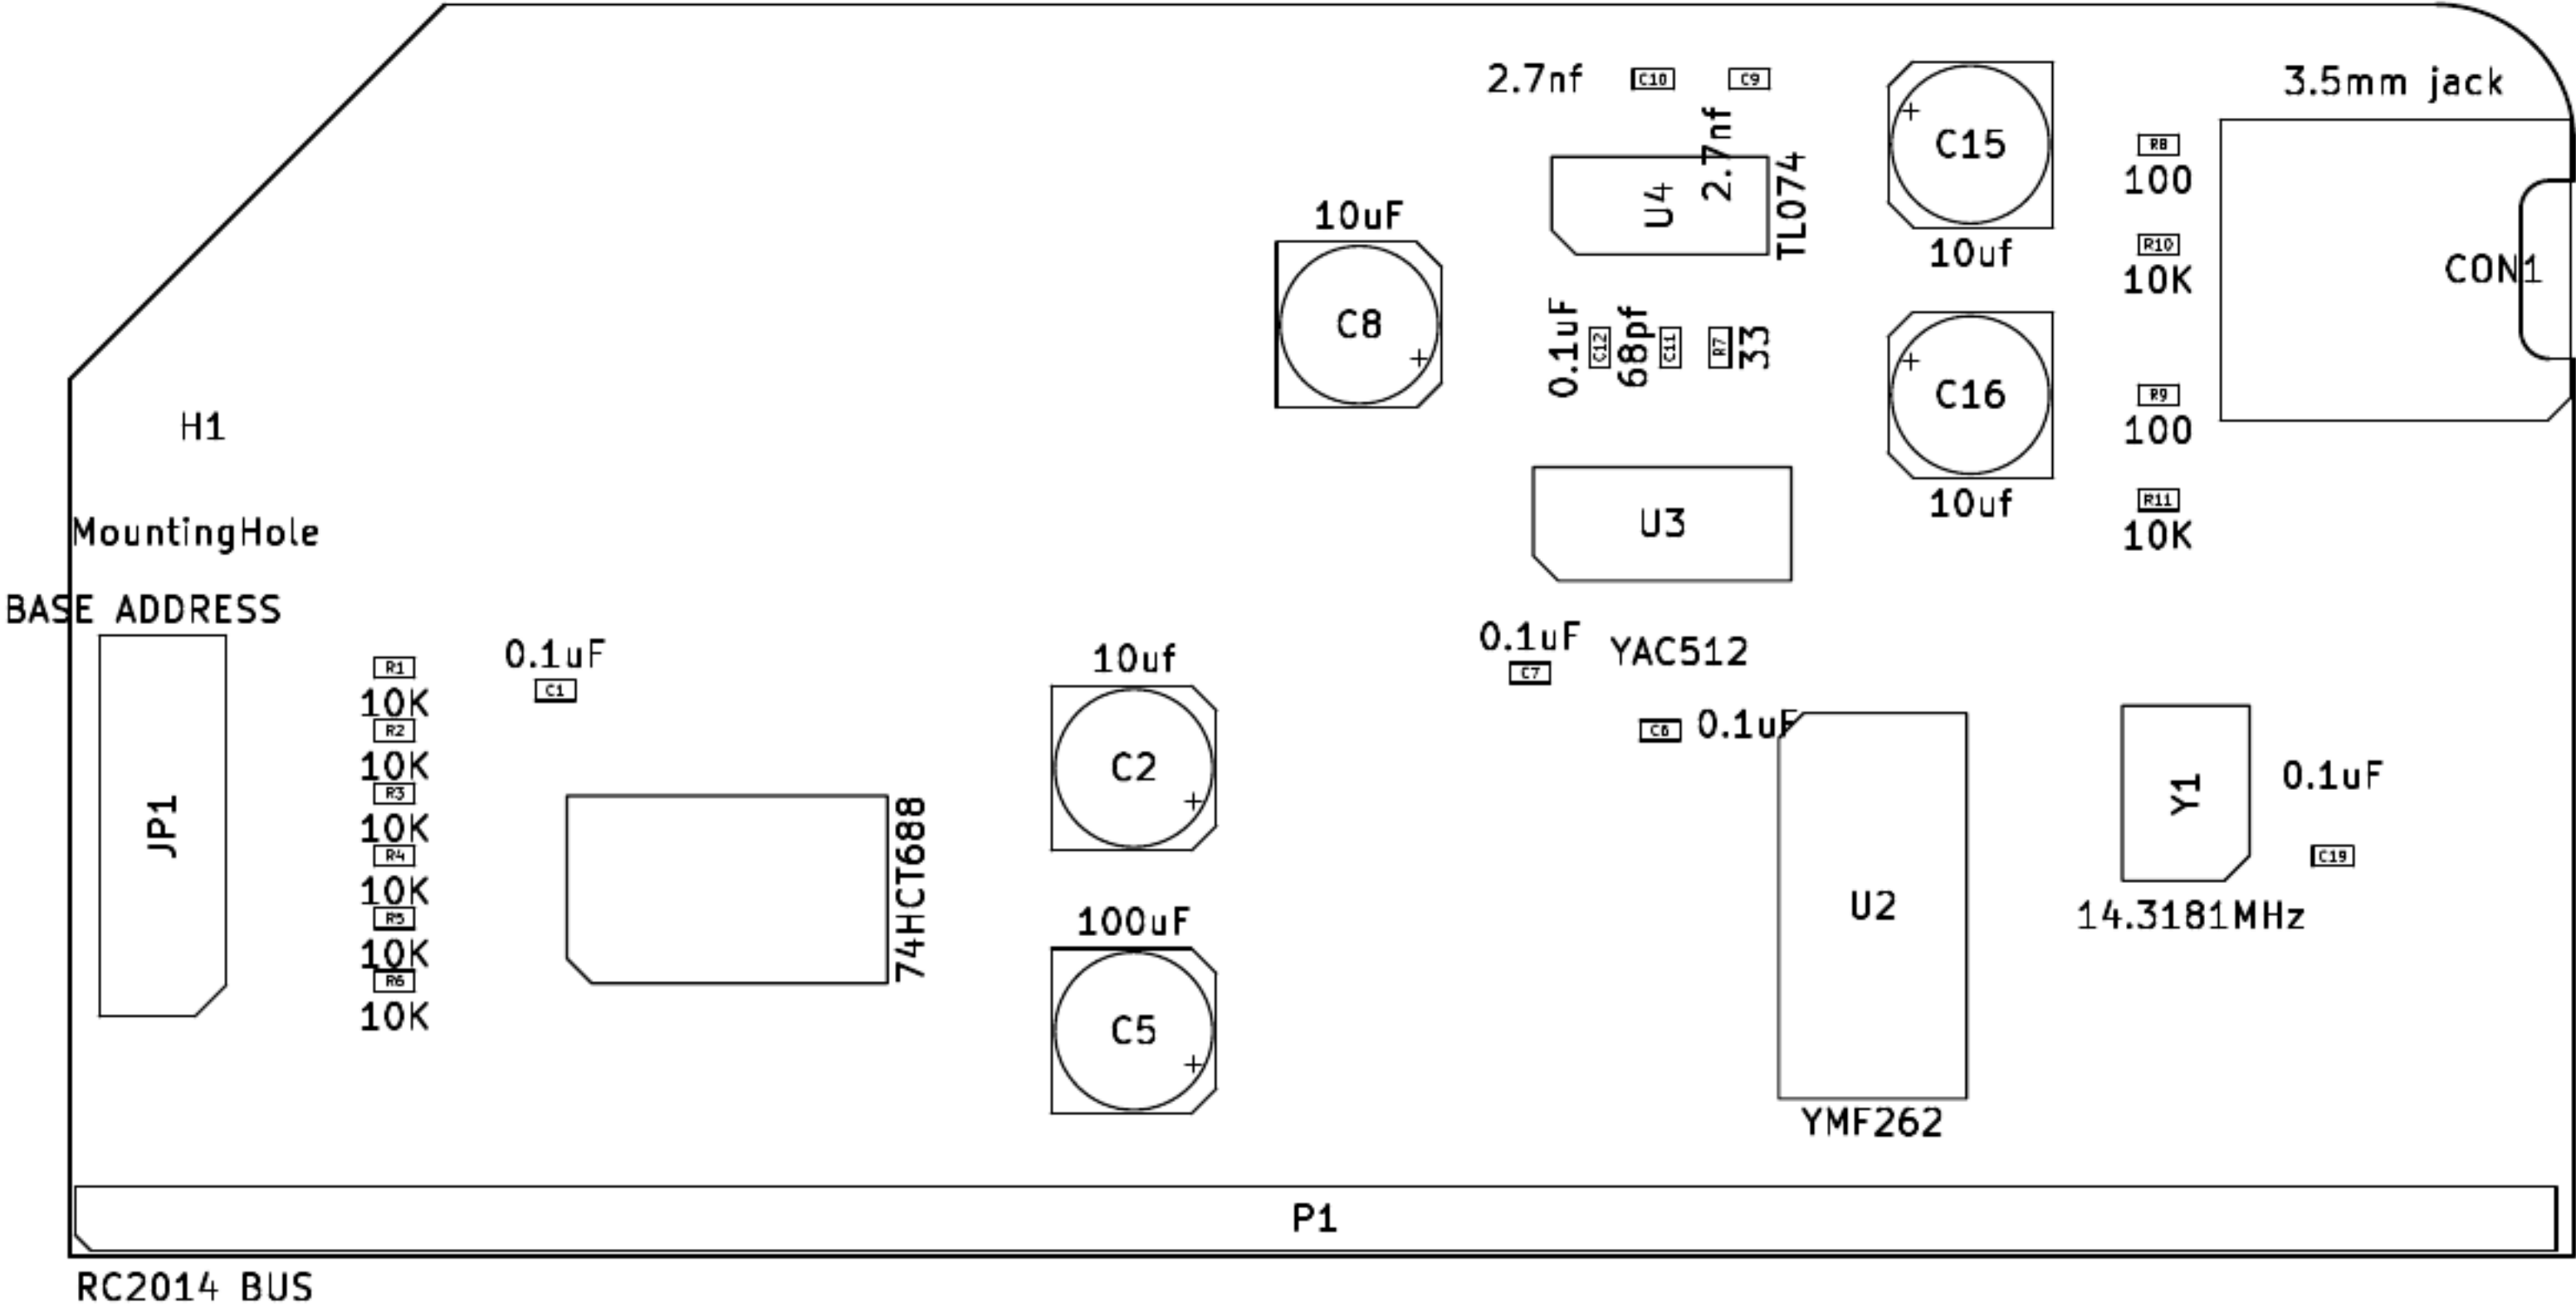 2.7nf
C10
C9
2.7nf
C15
10uf
3.5mm jack
R8
100
R10
10K
CON1
10uF
C8
U4
TL074
0.1uF
C12
68pf
C11
R7
33
C16
10uf
R9
100
R11
10K
H1
MountingHole
U3
BASE ADDRESS
JP1
R1
10K
R2
10K
R3
10K
R4
10K
R5
10K
R6
10K
0.1uF
C1
74HCT688
10uf
C2
100uF
C5
0.1uF
C7
YAC512
C6
0.1uF
U2
YMF262
Y1
14.3181MHz
0.1uF
C19
P1
RC2014 BUS